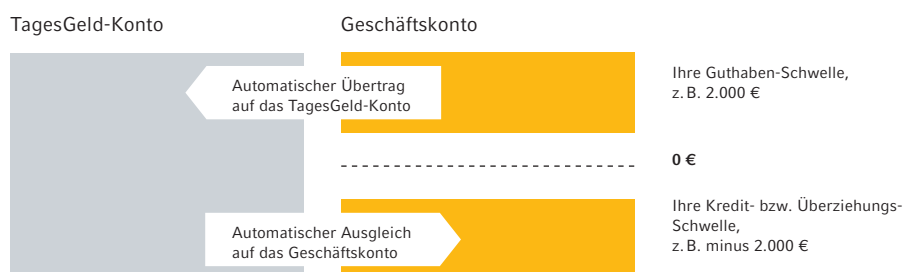 TagesGeld-Konto
Geschäftskonto
Automatischer Übertrag
auf das TagesGeld-Konto
Ihre Guthaben-Schwelle,
z. B. 2.000 €
0 €
Automatischer Ausgleich
auf das Geschäftskonto
Ihre Kredit- bzw. Überziehungs-
Schwelle,
z. B. minus 2.000 €